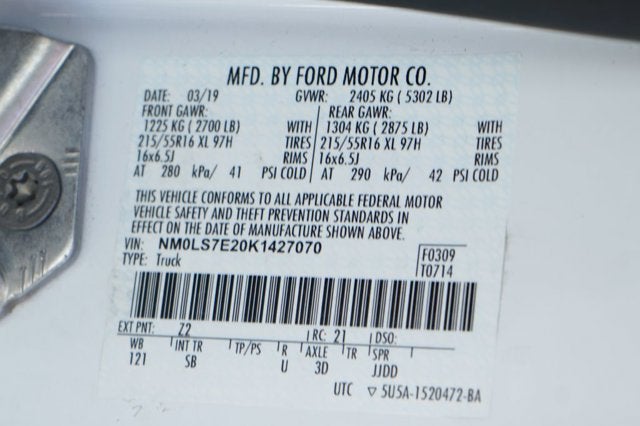 MFD. BY FORD MOTOR CO.
DATE: 03/19 GVWR: 2405 KG ( 5302 LB)
FRONT GAWR: REAR GAWR:
1225 KG ( 2700 LB) WITH 1304 KG ( 2875 LB) WITH
215/55R16 XL 97H TIRES 215/55R16 XL 97H TIRES
16x6.5J RIMS 16x6.5J RIMS
AT 280 kPa/ 41 PSI COLD AT 290 kPa/ 42 PSI COLD
THIS VEHICLE CONFORMS TO ALL APPLICABLE FEDERAL MOTOR
VEHICLE SAFETY AND THEFT PREVENTION STANDARDS IN
EFFECT ON THE DATE OF MANUFACTURE SHOWN ABOVE.
VIN: NM0LS7E20K1427070
TYPE: Truck
F0309
T0714
EXT PNT: Z2 RC: 21 DSO:
WB INT TR TP/PS R AXLE TR SPR
121 SB U 3D JJDD
UTC ▽ 5U5A-1520472-BA